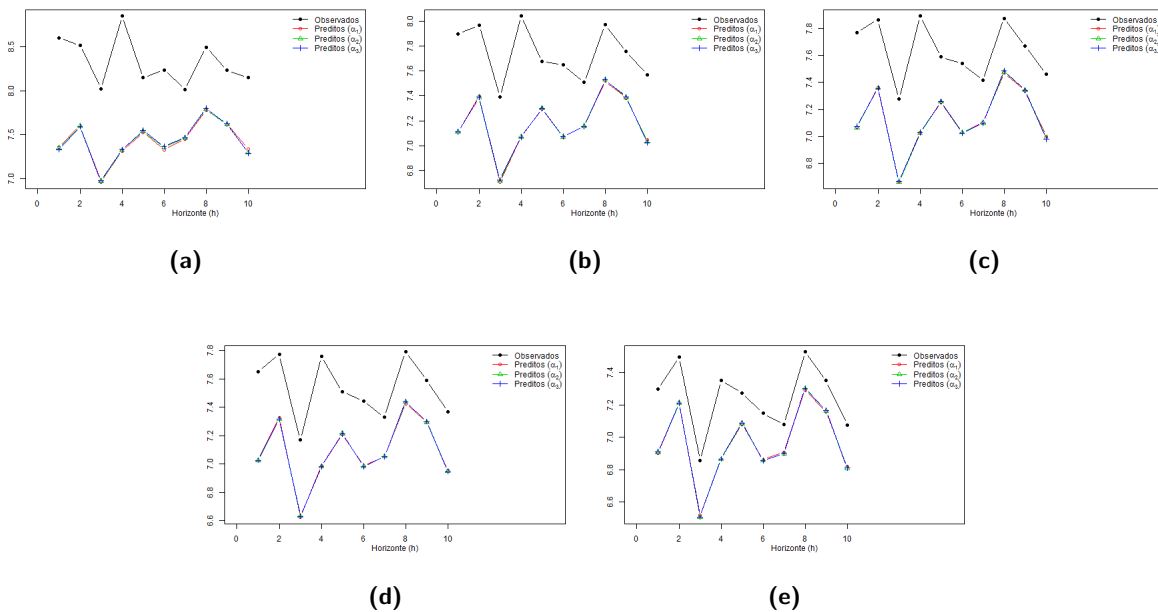 Observados
Preditos (α₁)
Preditos (α₂)
Preditos (α₃)
8.5
8.0
7.5
7.0
0 2 4 6 8 10
Horizonte (h)
(a)
Observados
Preditos (α₁)
Preditos (α₂)
Preditos (α₃)
8.0
7.8
7.6
7.4
7.2
7.0
6.8
0 2 4 6 8 10
Horizonte (h)
(b)
Observados
Preditos (α₁)
Preditos (α₂)
Preditos (α₃)
7.8
7.6
7.4
7.2
7.0
6.8
0 2 4 6 8 10
Horizonte (h)
(c)
Observados
Preditos (α₁)
Preditos (α₂)
Preditos (α₃)
7.8
7.6
7.4
7.2
7.0
6.8
6.6
0 2 4 6 8 10
Horizonte (h)
(d)
Observados
Preditos (α₁)
Preditos (α₂)
Preditos (α₃)
7.4
7.2
7.0
6.8
6.6
0 2 4 6 8 10
Horizonte (h)
(e)